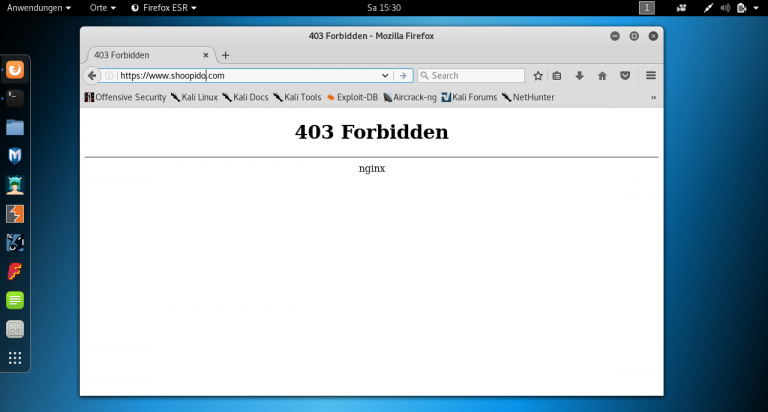 Anwendungen Orte Firefox ESR Sa 15:30 1
403 Forbidden - Mozilla Firefox
403 Forbidden
https://www.shoopido.com Search
Offensive Security Kali Linux Kali Docs Kali Tools Exploit-DB Aircrack-ng Kali Forums NetHunter »
403 Forbidden
nginx